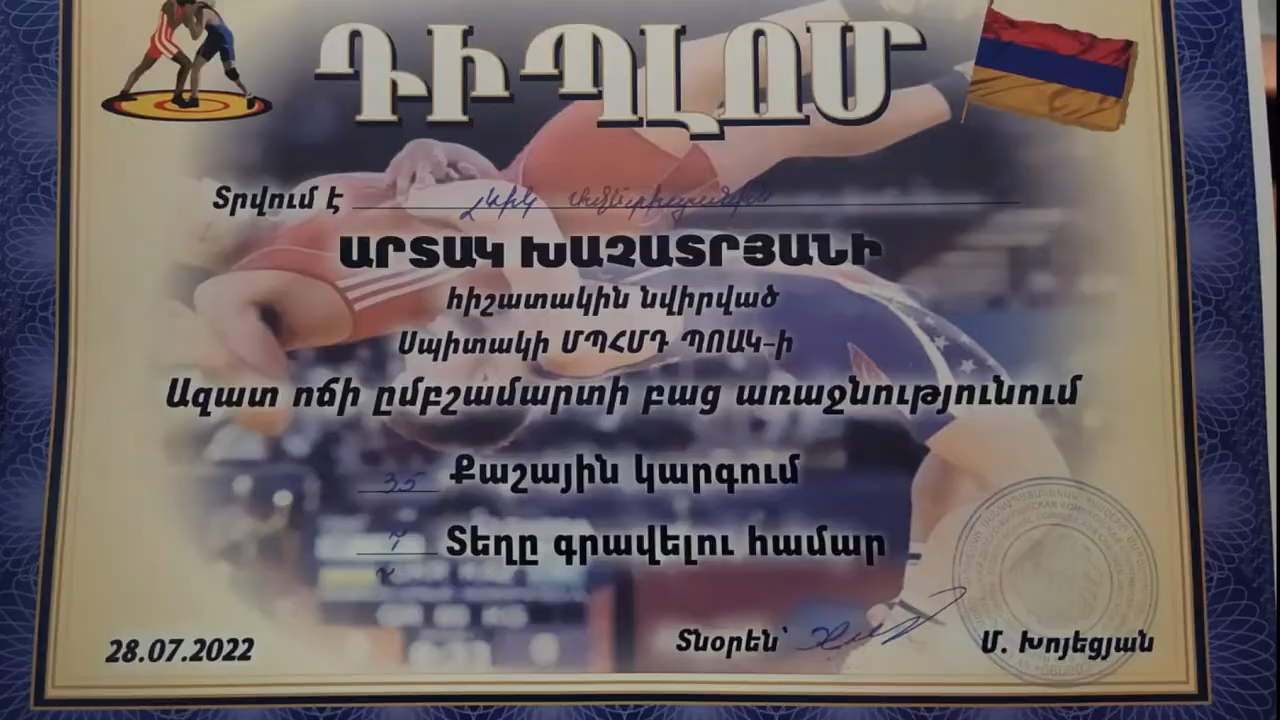 ԴԻՊԼՈՄ
Տրվում է
ԱՐՏԱԿ ԽԱՉԱՏՐՅԱՆԻ
հիշատակին նվիրված
Սպիտակի ՄՊՀՄԴ ՊՈԱԿ-ի
Ազատ ոճի ըմբշամարտի բաց առաջնությունում
35 Քաշային կարգում
Տեղը գրավելու համար
28.07.2022 Տնօրեն՝ Մ. Խոյեցյան